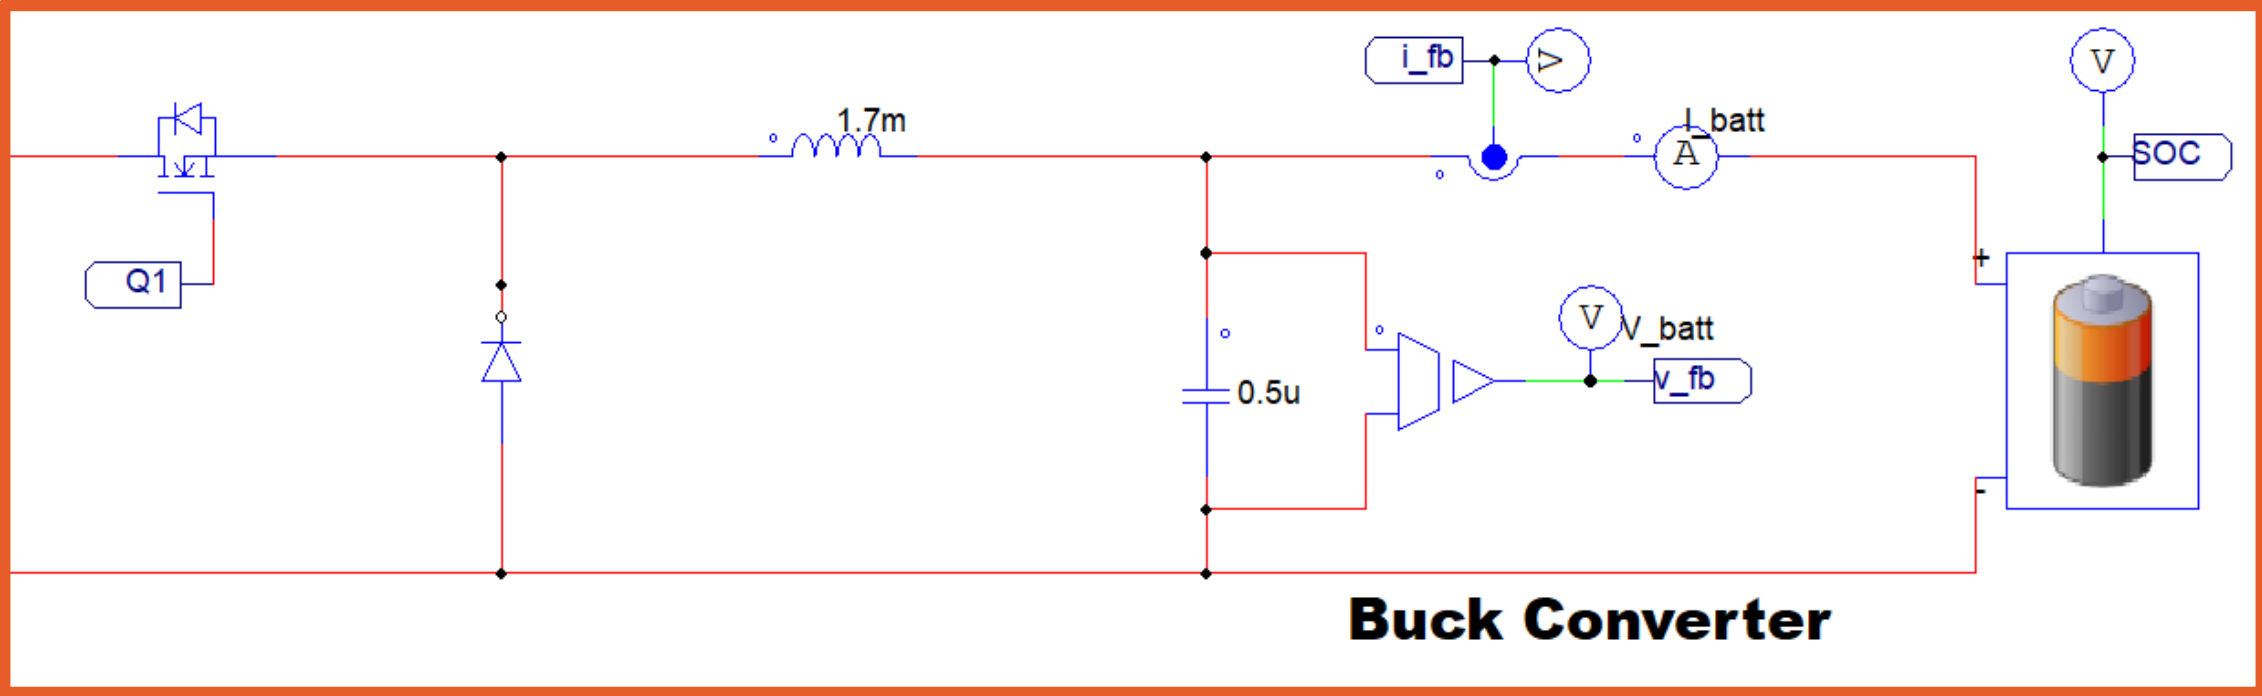 i_fb
V
V
1.7m
I_batt
A
SOC
+
Q1
V
V_batt
v_fb
0.5u
-
Buck Converter